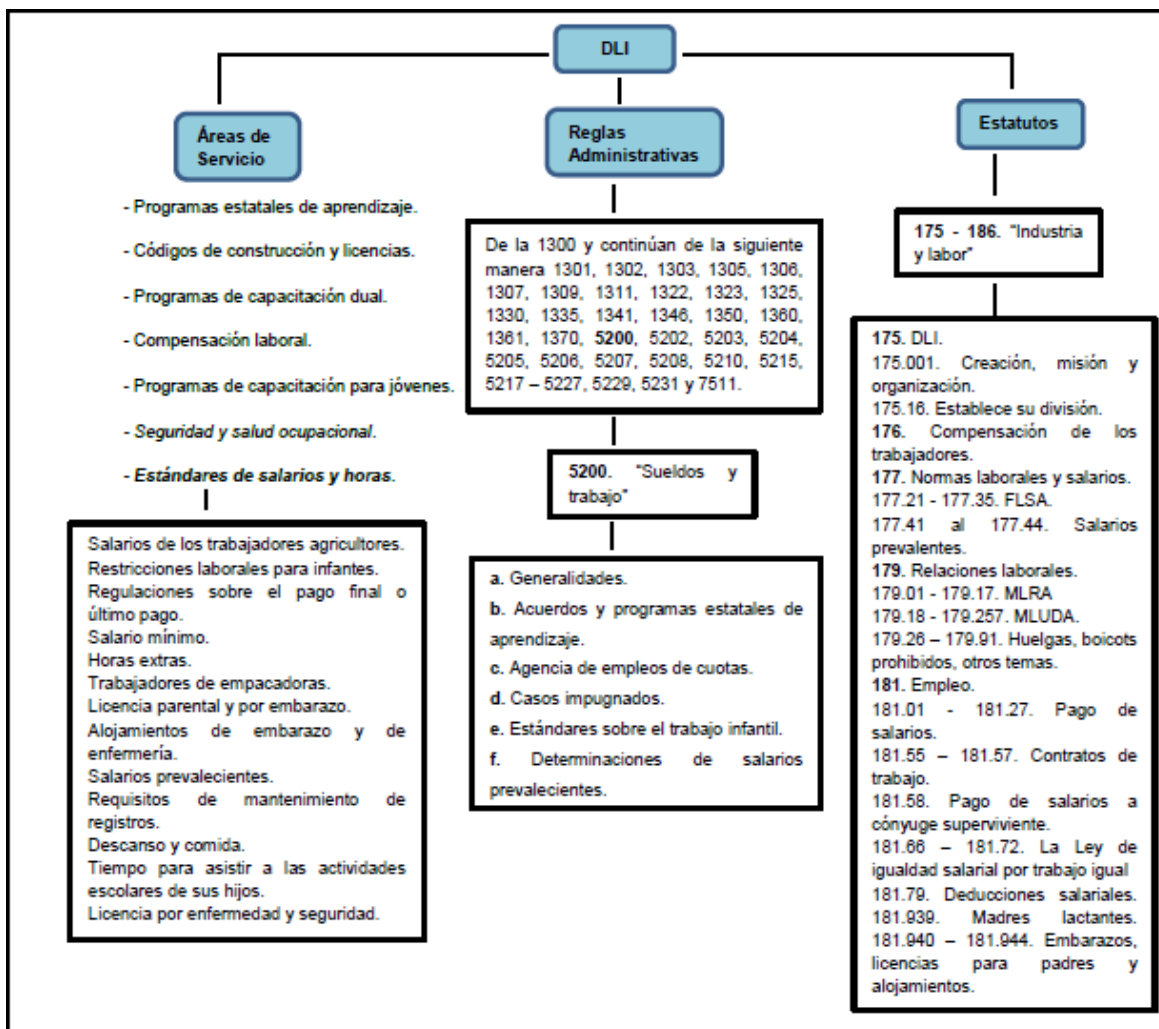 DLI
Áreas de
Servicio
- Programas estatales de aprendizaje.
- Códigos de construcción y licencias.
- Programas de capacitación dual.
- Compensación laboral.
- Programas de capacitación para jóvenes.
- Seguridad y salud ocupacional.
- Estándares de salarios y horas.
Salarios de los trabajadores agricultores.
Restricciones laborales para infantes.
Regulaciones sobre el pago final o
último pago.
Salario mínimo.
Horas extras.
Trabajadores de empacadoras.
Licencia parental y por embarazo.
Alojamientos de embarazo y de
enfermería.
Salarios prevalecientes.
Requisitos de mantenimiento de
registros.
Descanso y comida.
Tiempo para asistir a las actividades
escolares de sus hijos.
Licencia por enfermedad y seguridad.
Reglas
Administrativas
De la 1300 y continúan de la siguiente
manera 1301, 1302, 1303, 1305, 1306,
1307, 1309, 1311, 1322, 1323, 1325,
1330, 1335, 1341, 1346, 1350, 1360,
1361, 1370, 5200, 5202, 5203, 5204,
5205, 5206, 5207, 5208, 5210, 5215,
5217 – 5227, 5229, 5231 y 7511.
5200. "Sueldos y
trabajo"
a. Generalidades.
b. Acuerdos y programas estatales de
aprendizaje.
c. Agencia de empleos de cuotas.
d. Casos impugnados.
e. Estándares sobre el trabajo infantil.
f. Determinaciones de salarios
prevalecientes.
Estatutos
175 - 186. "Industria
y labor"
175. DLI.
175.001. Creación, misión y
organización.
175.16. Establece su división.
176. Compensación de los
trabajadores.
177. Normas laborales y salarios.
177.21 - 177.35. FLSA.
177.41 al 177.44. Salarios
prevalentes.
179. Relaciones laborales.
179.01 - 179.17. MLRA
179.18 - 179.257. MLUDA.
179.26 – 179.91. Huelgas, boicots
prohibidos, otros temas.
181. Empleo.
181.01 - 181.27. Pago de
salarios.
181.55 – 181.57. Contratos de
trabajo.
181.58. Pago de salarios a
cónyuge superviviente.
181.66 – 181.72. La Ley de
igualdad salarial por trabajo igual
181.79. Deducciones salariales.
181.939. Madres lactantes.
181.940 – 181.944. Embarazos,
licencias para padres y
alojamientos.